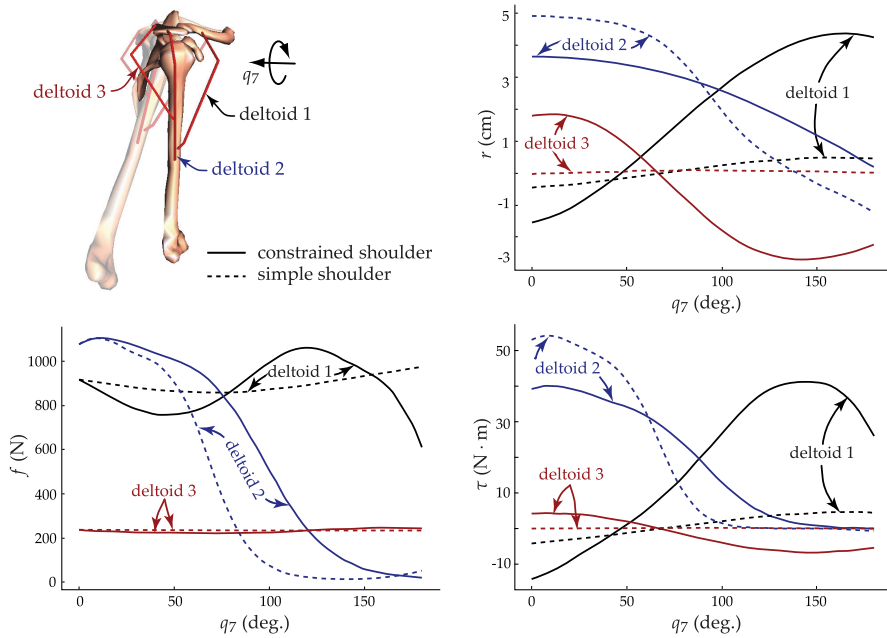 q7
deltoid 3
deltoid 1
deltoid 2
constrained shoulder
simple shoulder
r (cm)
5
3
1
-1
-3
0
50
100
150
q7 (deg.)
deltoid 2
deltoid 1
deltoid 3
f (N)
1000
800
600
400
200
0
0
50
100
150
q7 (deg.)
deltoid 1
deltoid 2
deltoid 3
τ (N · m)
50
30
10
-10
0
50
100
150
q7 (deg.)
deltoid 2
deltoid 1
deltoid 3